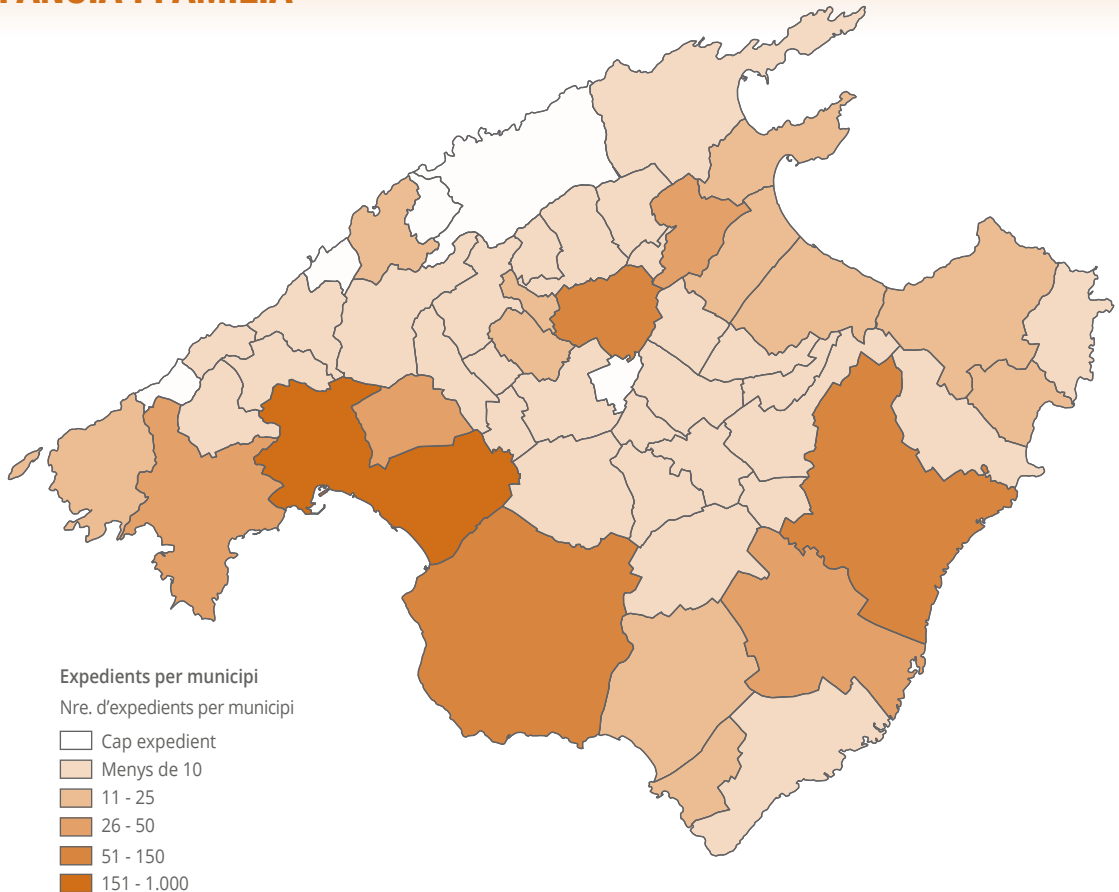 Expedients per municipi
Nre. d'expedients per municipi
Cap expedient
Menys de 10
11 - 25
26 - 50
51 - 150
151 - 1.000